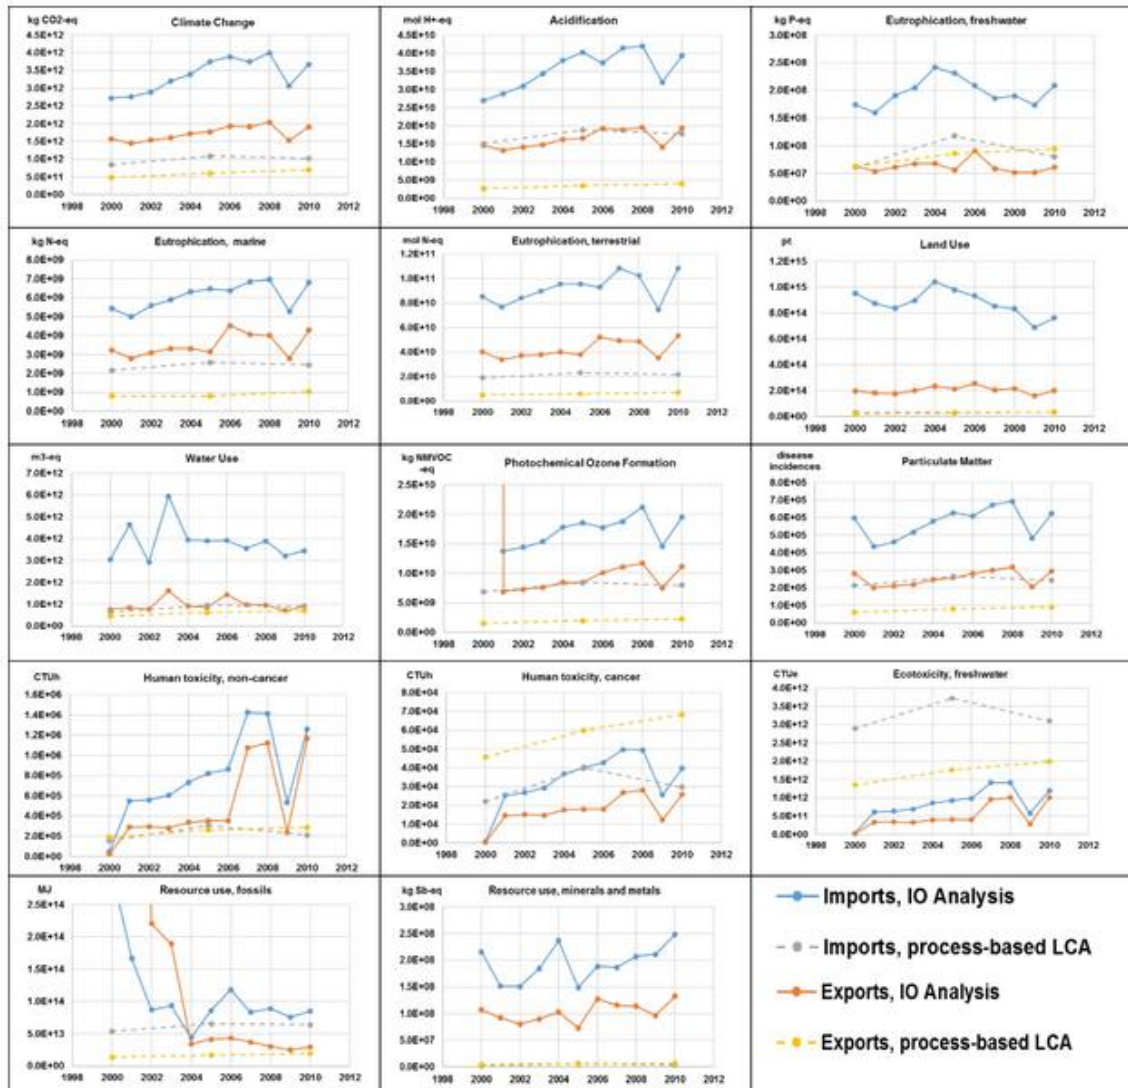 kg CO2-eq Climate Change
4.5E+12
4.0E+12
3.5E+12
3.0E+12
2.5E+12
2.0E+12
1.5E+12
1.0E+12
5.0E+11
0.0E+00
1998 2000 2002 2004 2006 2008 2010 2012
mol H+-eq Acidification
4.5E+10
4.0E+10
3.5E+10
3.0E+10
2.5E+10
2.0E+10
1.5E+10
1.0E+10
5.0E+09
0.0E+00
1998 2000 2002 2004 2006 2008 2010 2012
kg P-eq Eutrophication, freshwater
3.0E+08
2.5E+08
2.0E+08
1.5E+08
1.0E+08
5.0E+07
0.0E+00
1998 2000 2002 2004 2006 2008 2010 2012
kg N-eq Eutrophication, marine
8.0E+09
7.0E+09
6.0E+09
5.0E+09
4.0E+09
3.0E+09
2.0E+09
1.0E+09
0.0E+00
1998 2000 2002 2004 2006 2008 2010 2012
mol N-eq Eutrophication, terrestrial
1.2E+11
1.0E+11
8.0E+10
6.0E+10
4.0E+10
2.0E+10
0.0E+00
1998 2000 2002 2004 2006 2008 2010 2012
pt Land Use
1.2E+15
1.0E+15
8.0E+14
6.0E+14
4.0E+14
2.0E+14
0.0E+00
1998 2000 2002 2004 2006 2008 2010 2012
m3-eq Water Use
7.0E+12
6.0E+12
5.0E+12
4.0E+12
3.0E+12
2.0E+12
1.0E+12
0.0E+00
1998 2000 2002 2004 2006 2008 2010 2012
kg NMVOC
-eq Photochemical Ozone Formation
2.5E+10
2.0E+10
1.5E+10
1.0E+10
5.0E+09
0.0E+00
1998 2000 2002 2004 2006 2008 2010 2012
disease
incidences Particulate Matter
8.0E+05
7.0E+05
6.0E+05
5.0E+05
4.0E+05
3.0E+05
2.0E+05
1.0E+05
0.0E+00
1998 2000 2002 2004 2006 2008 2010 2012
CTUh Human toxicity, non-cancer
1.6E+06
1.4E+06
1.2E+06
1.0E+06
8.0E+05
6.0E+05
4.0E+05
2.0E+05
0.0E+00
1998 2000 2002 2004 2006 2008 2010 2012
CTUh Human toxicity, cancer
8.0E+04
7.0E+04
6.0E+04
5.0E+04
4.0E+04
3.0E+04
2.0E+04
1.0E+04
0.0E+00
1998 2000 2002 2004 2006 2008 2010 2012
CTUe Ecotoxicity, freshwater
4.0E+12
3.5E+12
3.0E+12
2.5E+12
2.0E+12
1.5E+12
1.0E+12
5.0E+11
0.0E+00
1998 2000 2002 2004 2006 2008 2010 2012
MJ Resource use, fossils
2.5E+14
2.0E+14
1.5E+14
1.0E+14
5.0E+13
0.0E+00
1998 2000 2002 2004 2006 2008 2010 2012
kg Sb-eq Resource use, minerals and metals
3.0E+08
2.5E+08
2.0E+08
1.5E+08
1.0E+08
5.0E+07
0.0E+00
1998 2000 2002 2004 2006 2008 2010 2012
Imports, IO Analysis
Imports, process-based LCA
Exports, IO Analysis
Exports, process-based LCA